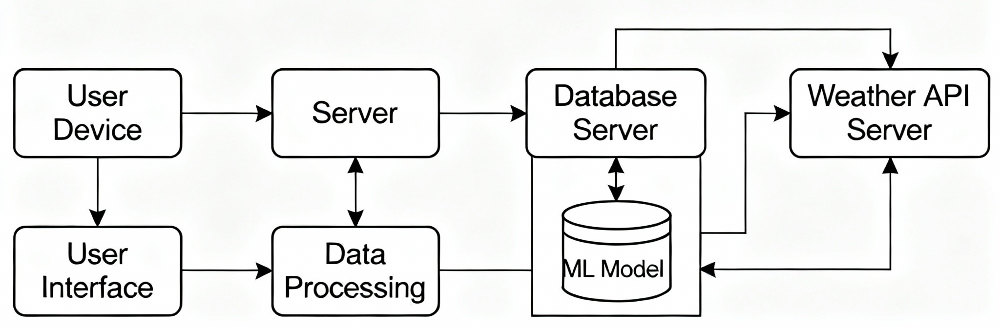 User
Device
Server
Database
Server
Weather API
Server
User
Interface
Data
Processing
ML Model